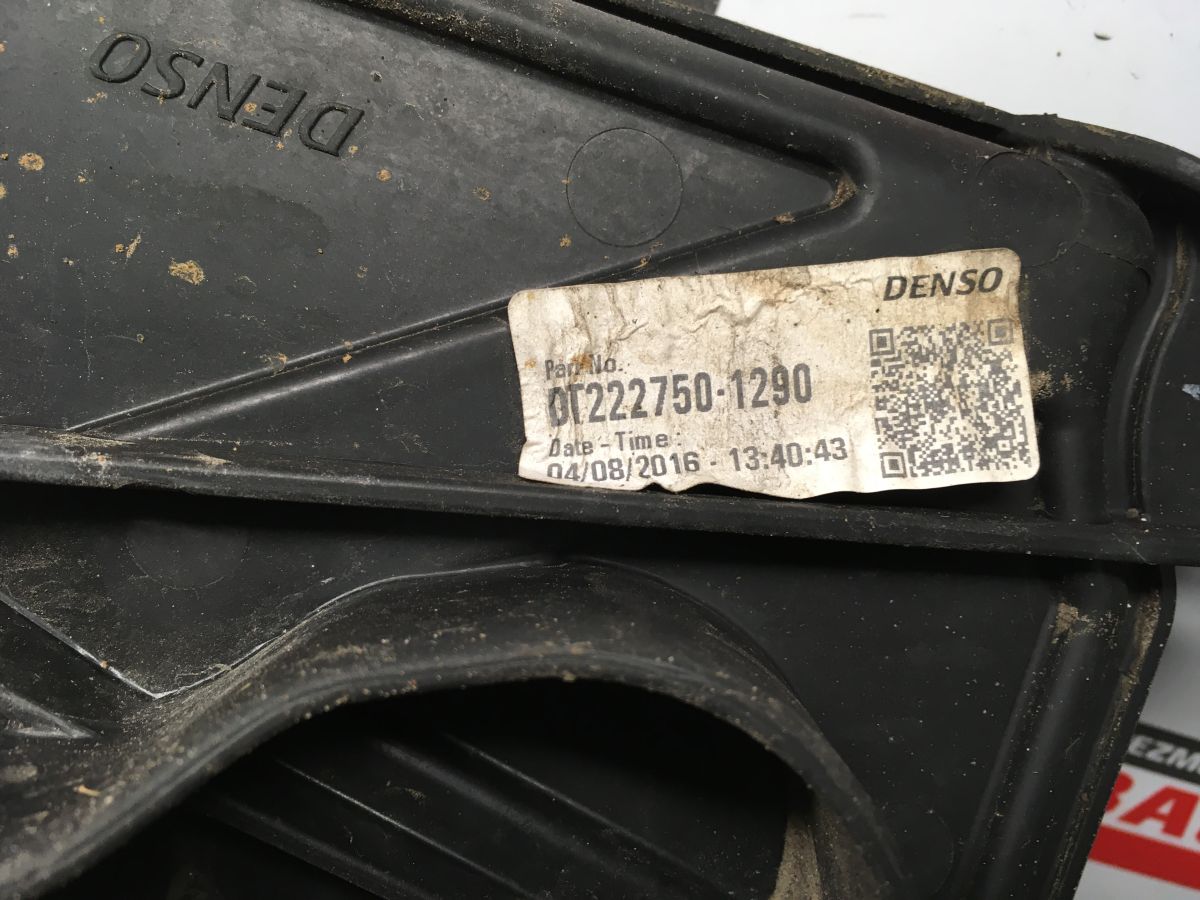 DENSO
DENSO
Part No.:
DT222750-1290
Date-Time:
04/08/2016 - 13:40:43